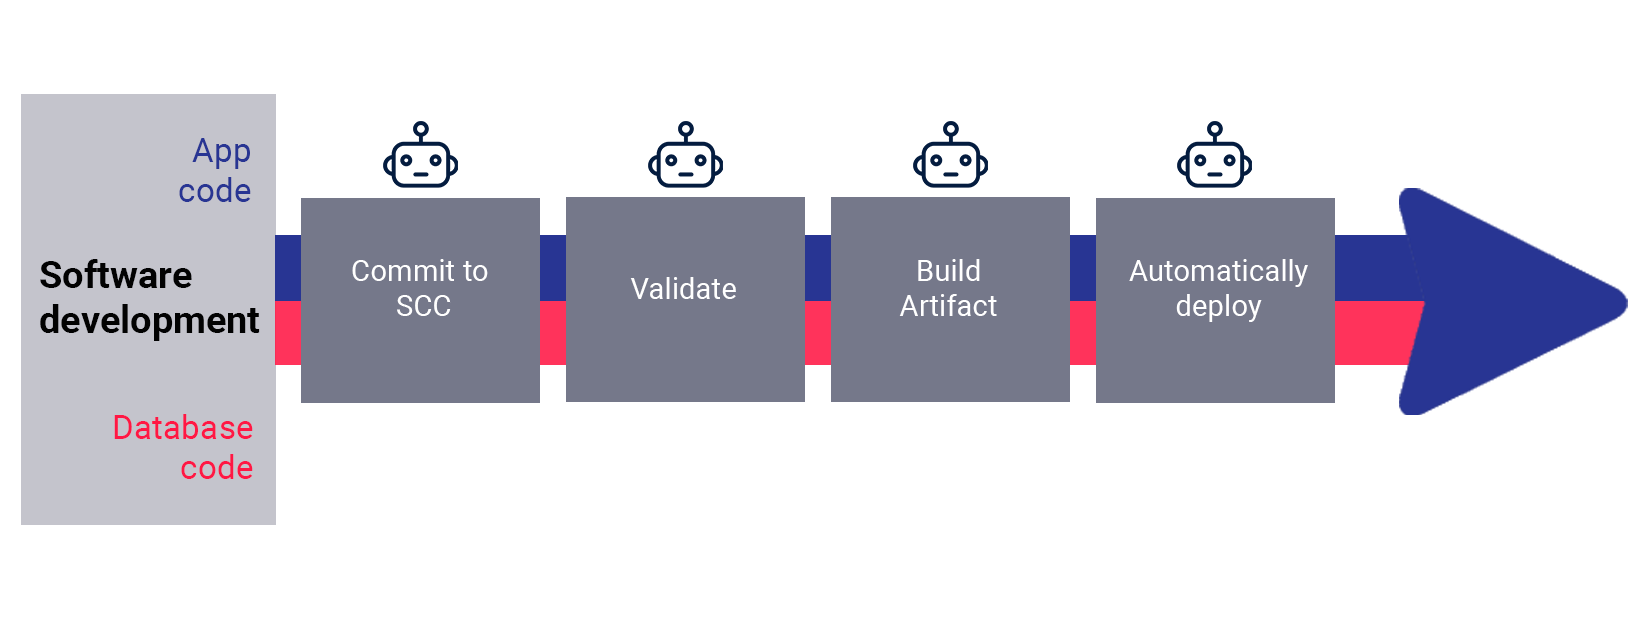 App
code
Software
development
Database
code
Commit to
SCC
Validate
Build
Artifact
Automatically
deploy